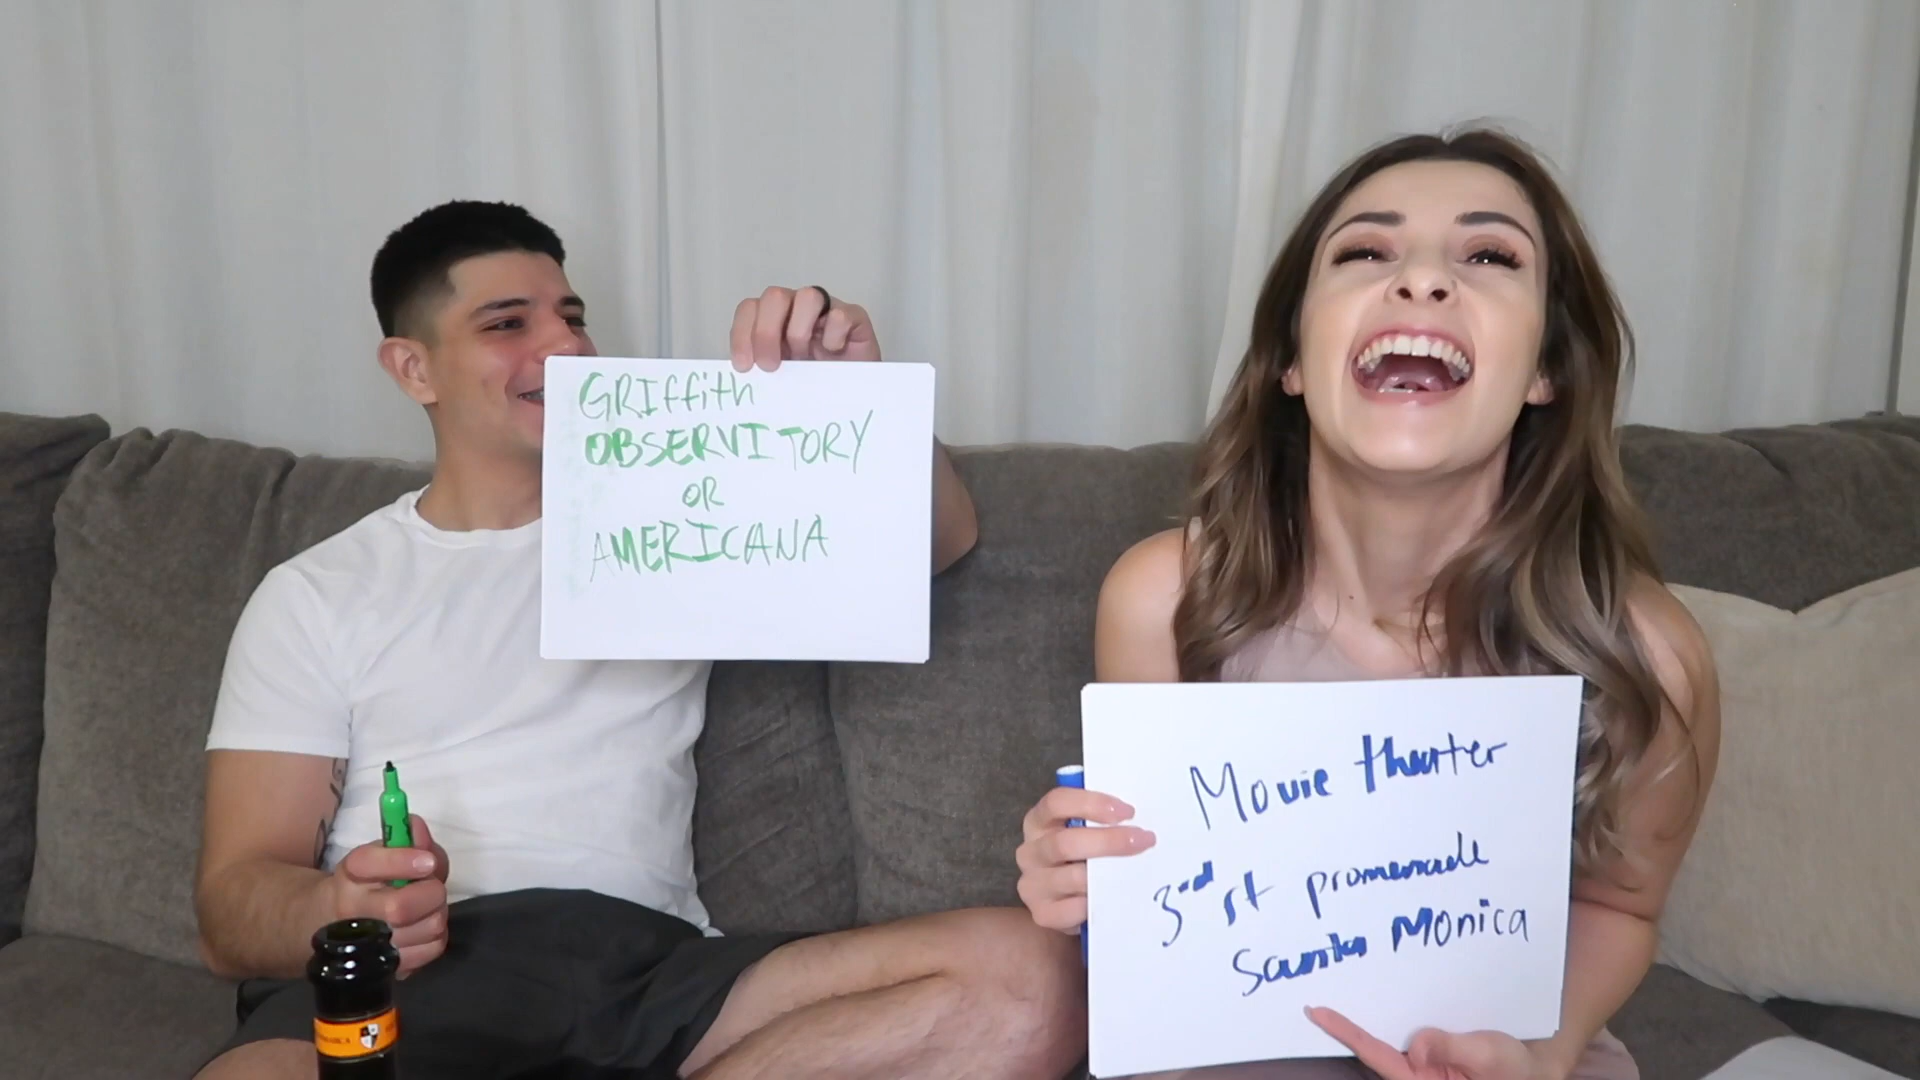 GRIffith
OBSERVITORY
OR
AMERICANA
Movie theater
3rd st promenade
Santa Monica